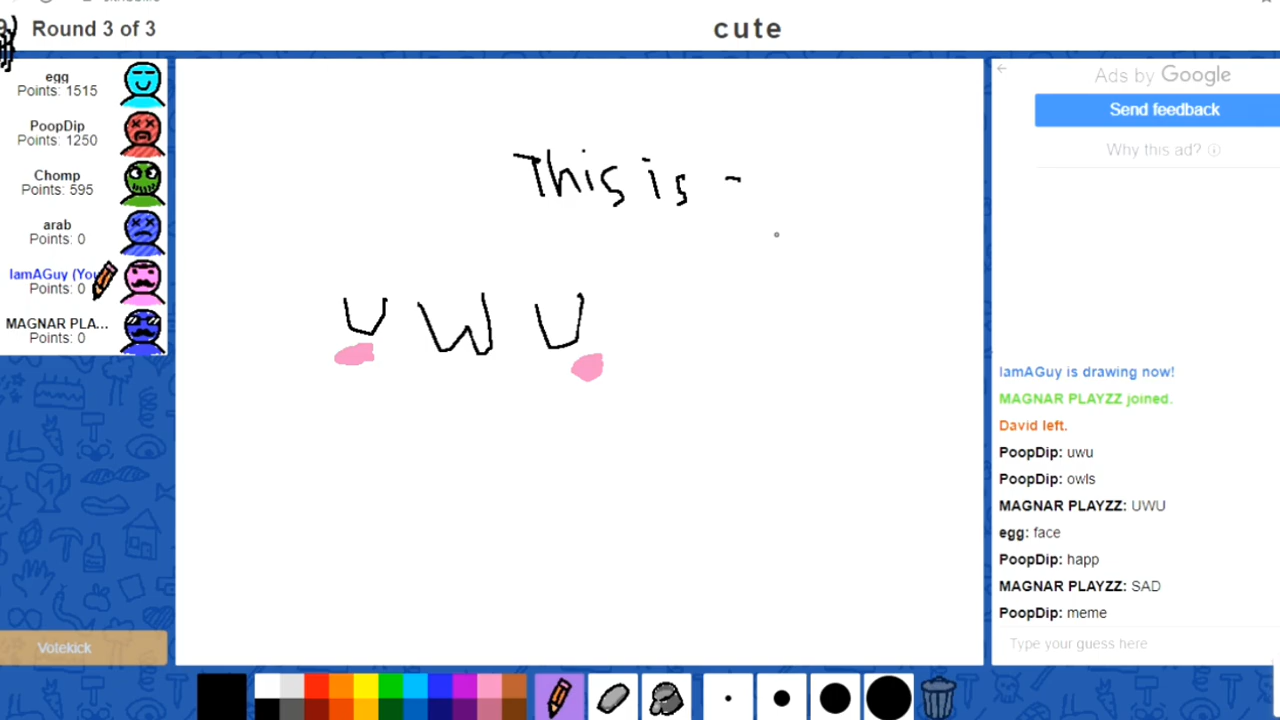 Round 3 of 3
cute
egg
Points: 1515
PoopDip
Points: 1250
Chomp
Points: 595
arab
Points: 0
IamAGuy (You
Points: 0
MAGNAR PLA...
Points: 0
Votekick
This is -
U W U
Ads by Google
Send feedback
Why this ad?
IamAGuy is drawing now!
MAGNAR PLAYZZ joined.
David left.
PoopDip: uwu
PoopDip: owls
MAGNAR PLAYZZ: UWU
egg: face
PoopDip: happ
MAGNAR PLAYZZ: SAD
PoopDip: meme
Type your guess here